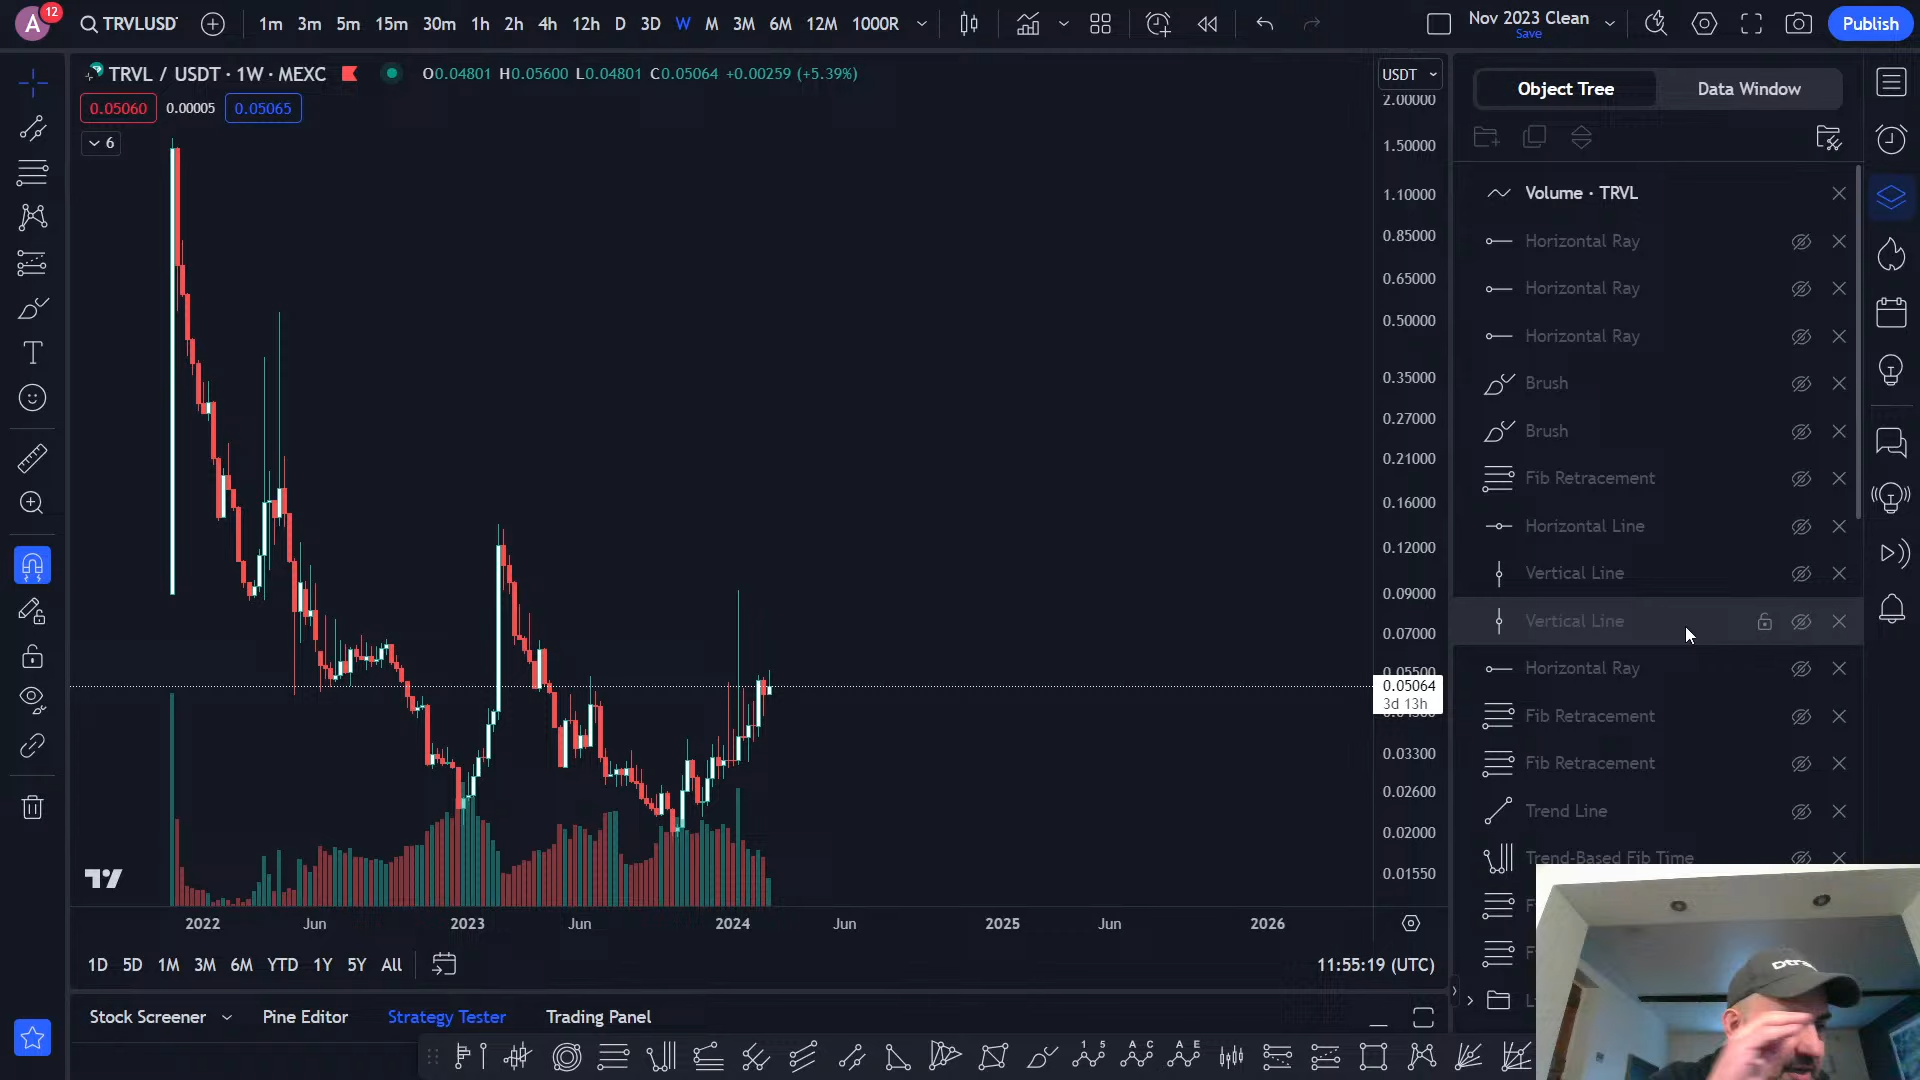 A
12
TRVLUSDT
1m 3m 5m 15m 30m 1h 2h 4h 12h D 3D W M 3M 6M 12M 1000R
Nov 2023 Clean
Save
Publish
TRVL / USDT · 1W · MEXC
O0.04801 H0.05600 L0.04801 C0.05064 +0.00259 (+5.39%)
0.05060 0.00005 0.05065
6
USDT
2.00000
1.50000
1.10000
0.85000
0.65000
0.50000
0.35000
0.27000
0.21000
0.16000
0.12000
0.09000
0.07000
0.05500
0.05064
3d 13h
0.03300
0.02600
0.02000
0.01550
2022 Jun 2023 Jun 2024 Jun 2025 Jun 2026
1D 5D 1M 3M 6M YTD 1Y 5Y All
11:55:19 (UTC)
Stock Screener Pine Editor Strategy Tester Trading Panel
1 5
A C
A E
Object Tree Data Window
Volume · TRVL
Horizontal Ray
Horizontal Ray
Horizontal Ray
Brush
Brush
Fib Retracement
Horizontal Line
Vertical Line
Vertical Line
Horizontal Ray
Fib Retracement
Fib Retracement
Trend Line
Trend-Based Fib Time